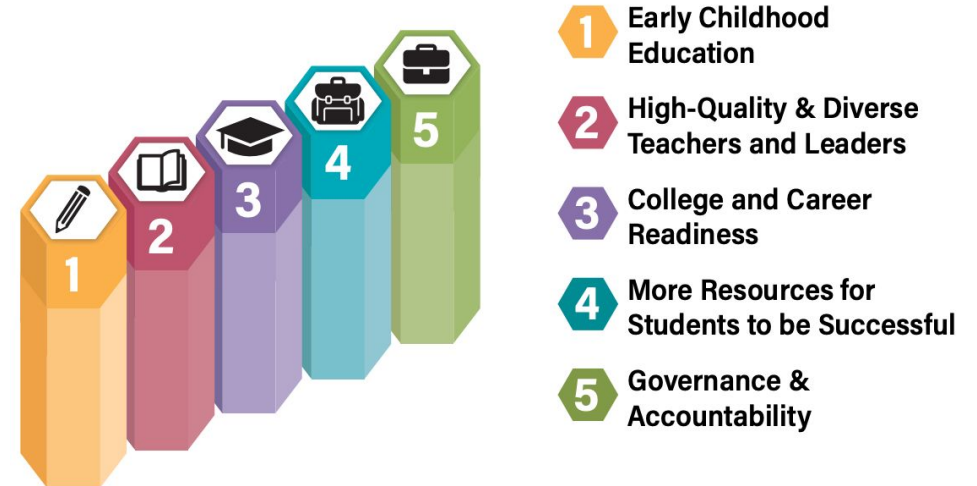 1
2
3
4
5
1
Early Childhood
Education
2
High-Quality & Diverse
Teachers and Leaders
3
College and Career
Readiness
4
More Resources for
Students to be Successful
5
Governance &
Accountability